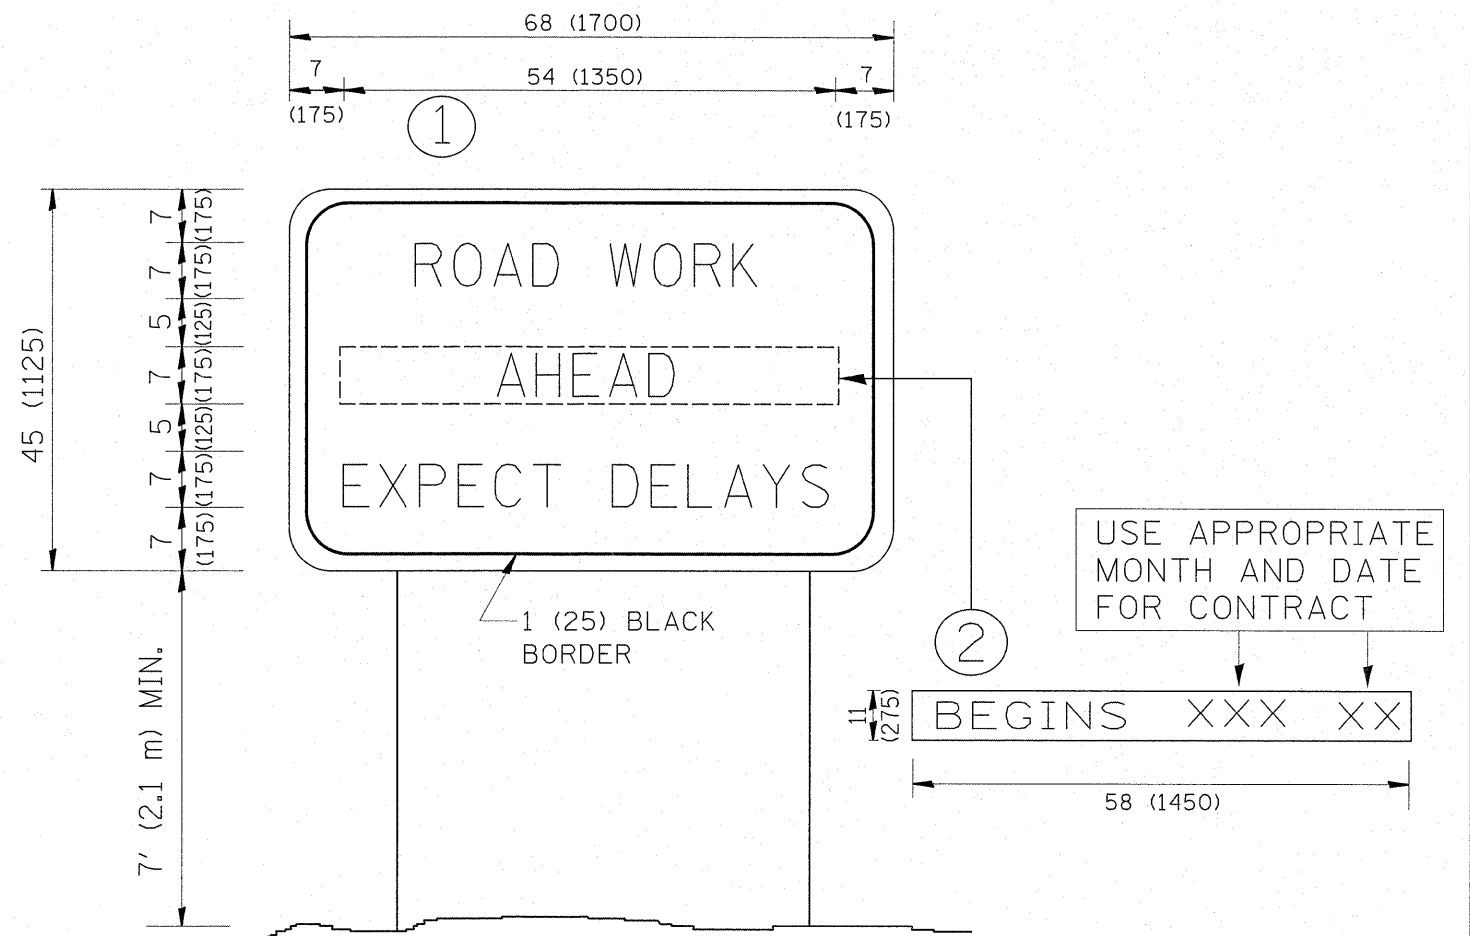 68 (1700)
7
54 (1350)
7
(175)
(175)
1
ROAD WORK
AHEAD
EXPECT DELAYS
45 (1125)
7
(175)
7
(175)
5
(125)
7
(175)
5
(125)
7
(175)
7
(175)
7' (2.1 m) MIN.
1 (25) BLACK
BORDER
2
USE APPROPRIATE
MONTH AND DATE
FOR CONTRACT
11
(275)
BEGINS XXX XX
58 (1450)